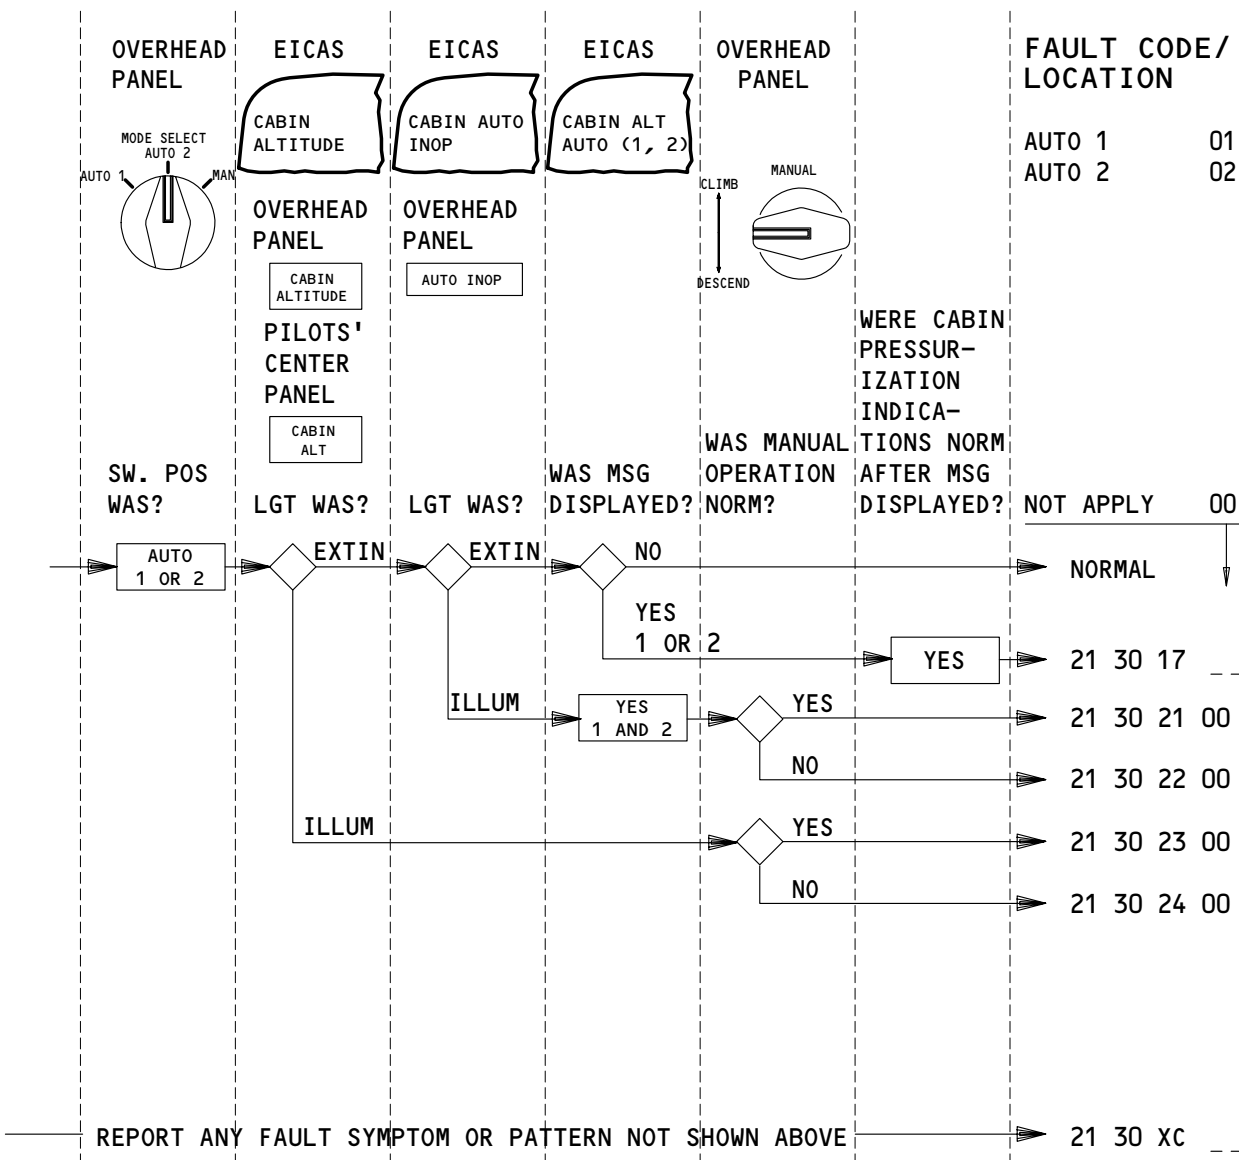 OVERHEAD PANEL
MODE SELECT
AUTO 2
AUTO 1
MAN
SW. POS
WAS?
EICAS
CABIN
ALTITUDE
OVERHEAD
PANEL
CABIN
ALTITUDE
PILOTS'
CENTER
PANEL
CABIN
ALT
LGT WAS?
EICAS
CABIN AUTO
INOP
OVERHEAD
PANEL
AUTO INOP
LGT WAS?
EICAS
CABIN ALT
AUTO (1, 2)
WAS MSG
DISPLAYED?
OVERHEAD
PANEL
MANUAL
CLIMB
DESCEND
WAS MANUAL
OPERATION
NORM?
WERE CABIN
PRESSUR-
IZATION
INDICA-
TIONS NORM
AFTER MSG
DISPLAYED?
FAULT CODE/
LOCATION
AUTO 1 01
AUTO 2 02
NOT APPLY 00
AUTO
1 OR 2
EXTIN
EXTIN
NO
NORMAL
YES
1 OR 2
YES
21 30 17 _ _
ILLUM
YES
1 AND 2
YES
21 30 21 00
NO
21 30 22 00
ILLUM
YES
21 30 23 00
NO
21 30 24 00
REPORT ANY FAULT SYMPTOM OR PATTERN NOT SHOWN ABOVE
21 30 XC _ _